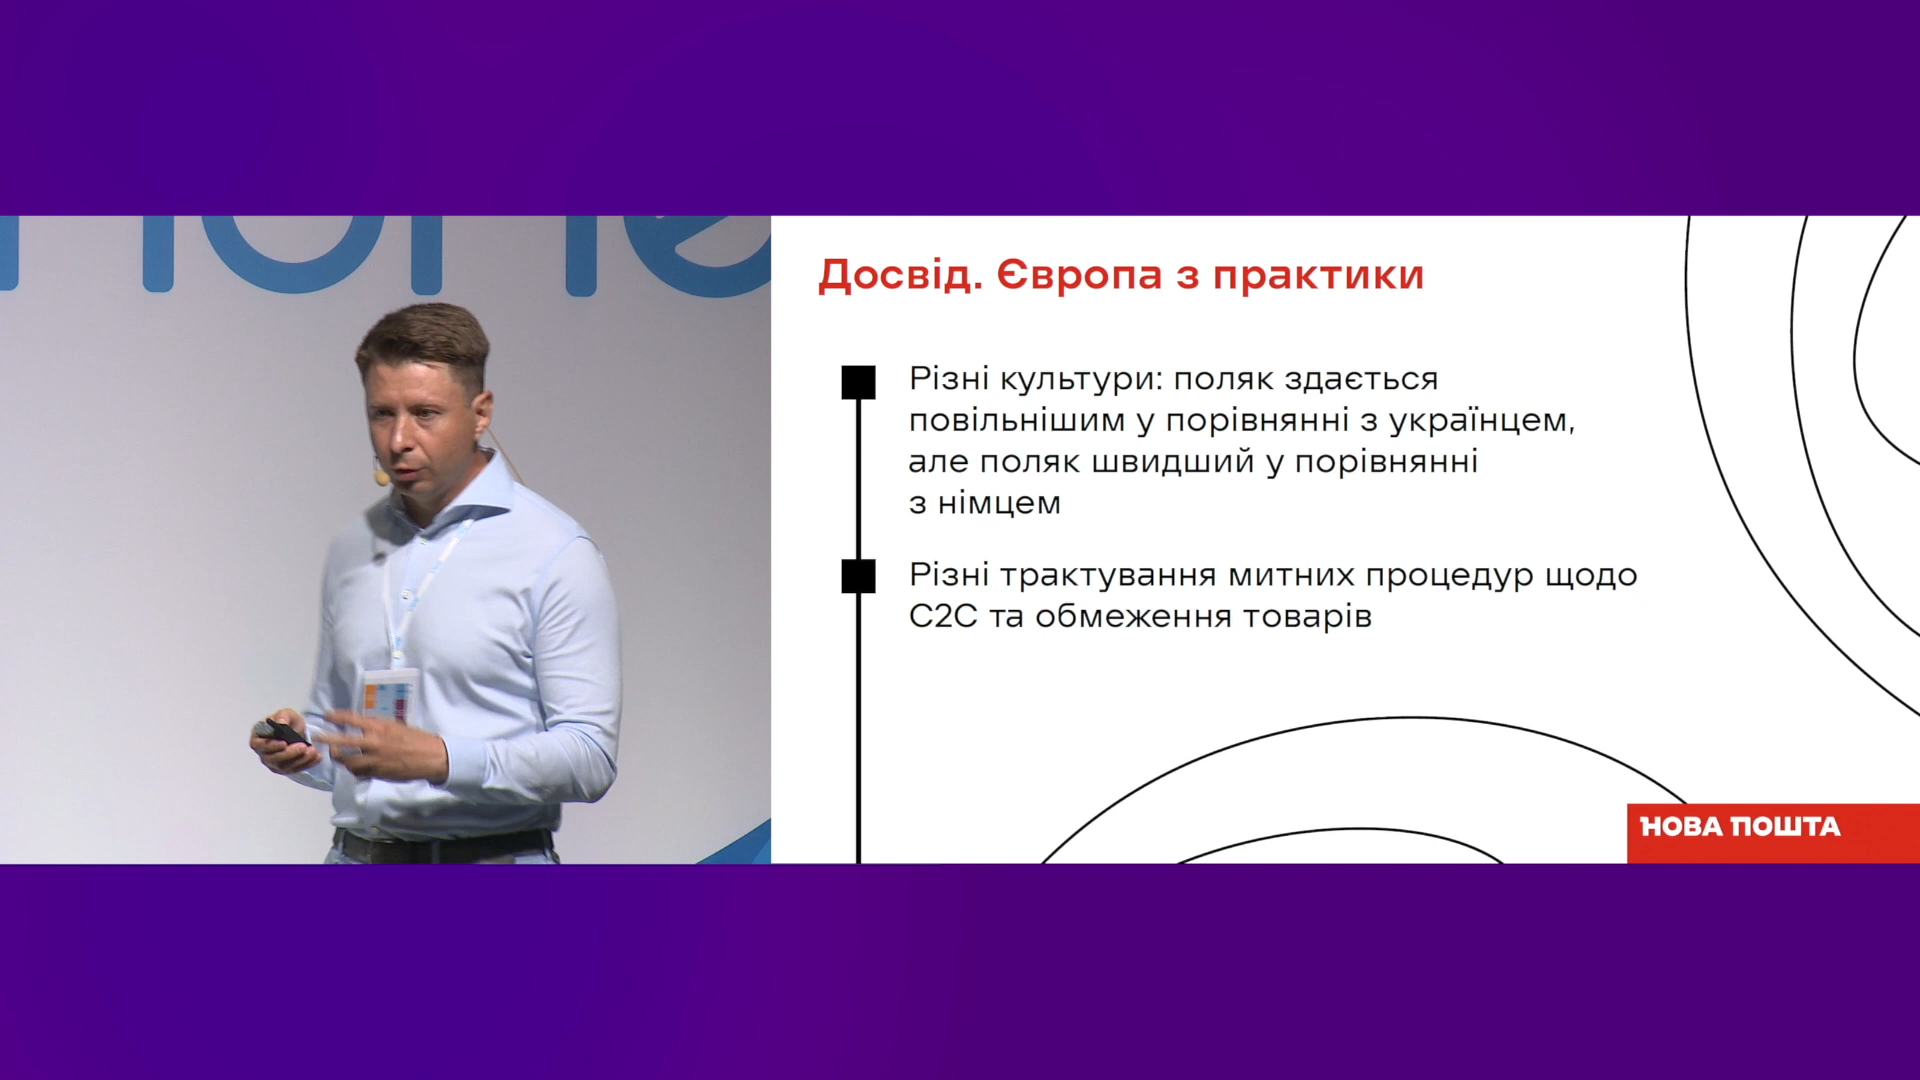 Досвід. Європа з практики
Різні культури: поляк здається
повільнішим у порівнянні з українцем,
але поляк швидший у порівнянні
з німцем
Різні трактування митних процедур щодо
C2C та обмеження товарів
НОВА ПОШТА